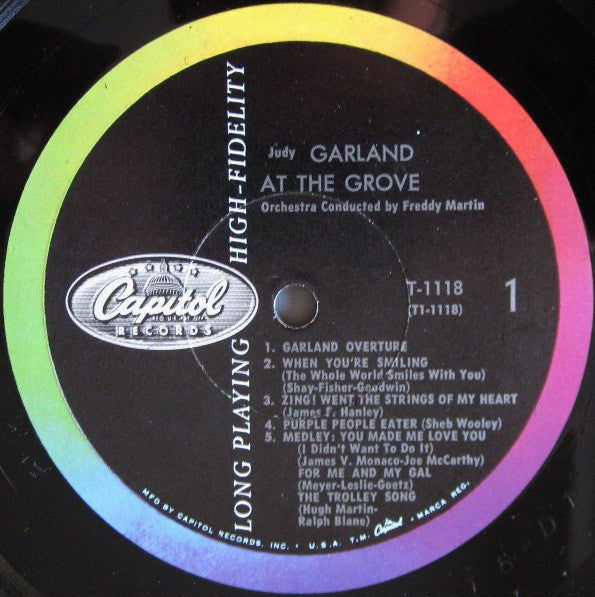 Judy GARLAND
AT THE GROVE
Orchestra Conducted by Freddy Martin
LONG PLAYING HIGH-FIDELITY
Capitol
RECORDS
T-1118
(T1-1118)
1
1. GARLAND OVERTURE
2. WHEN YOU'RE SMILING
(The Whole World Smiles With You)
(Shay-Fisher-Goodwin)
3. ZING! WENT THE STRINGS OF MY HEART
(James F. Hanley)
4. PURPLE PEOPLE EATER (Sheb Wooley)
5. MEDLEY: YOU MADE ME LOVE YOU
(I Didn't Want To Do It)
(James V. Monaco-Joe McCarthy)
FOR ME AND MY GAL
(Meyer-Leslie-Goetz)
THE TROLLEY SONG
(Hugh Martin-
Ralph Blane)
MFD BY CAPITOL RECORDS, INC. • U.S.A. T.M. Capitol MARCA REG.